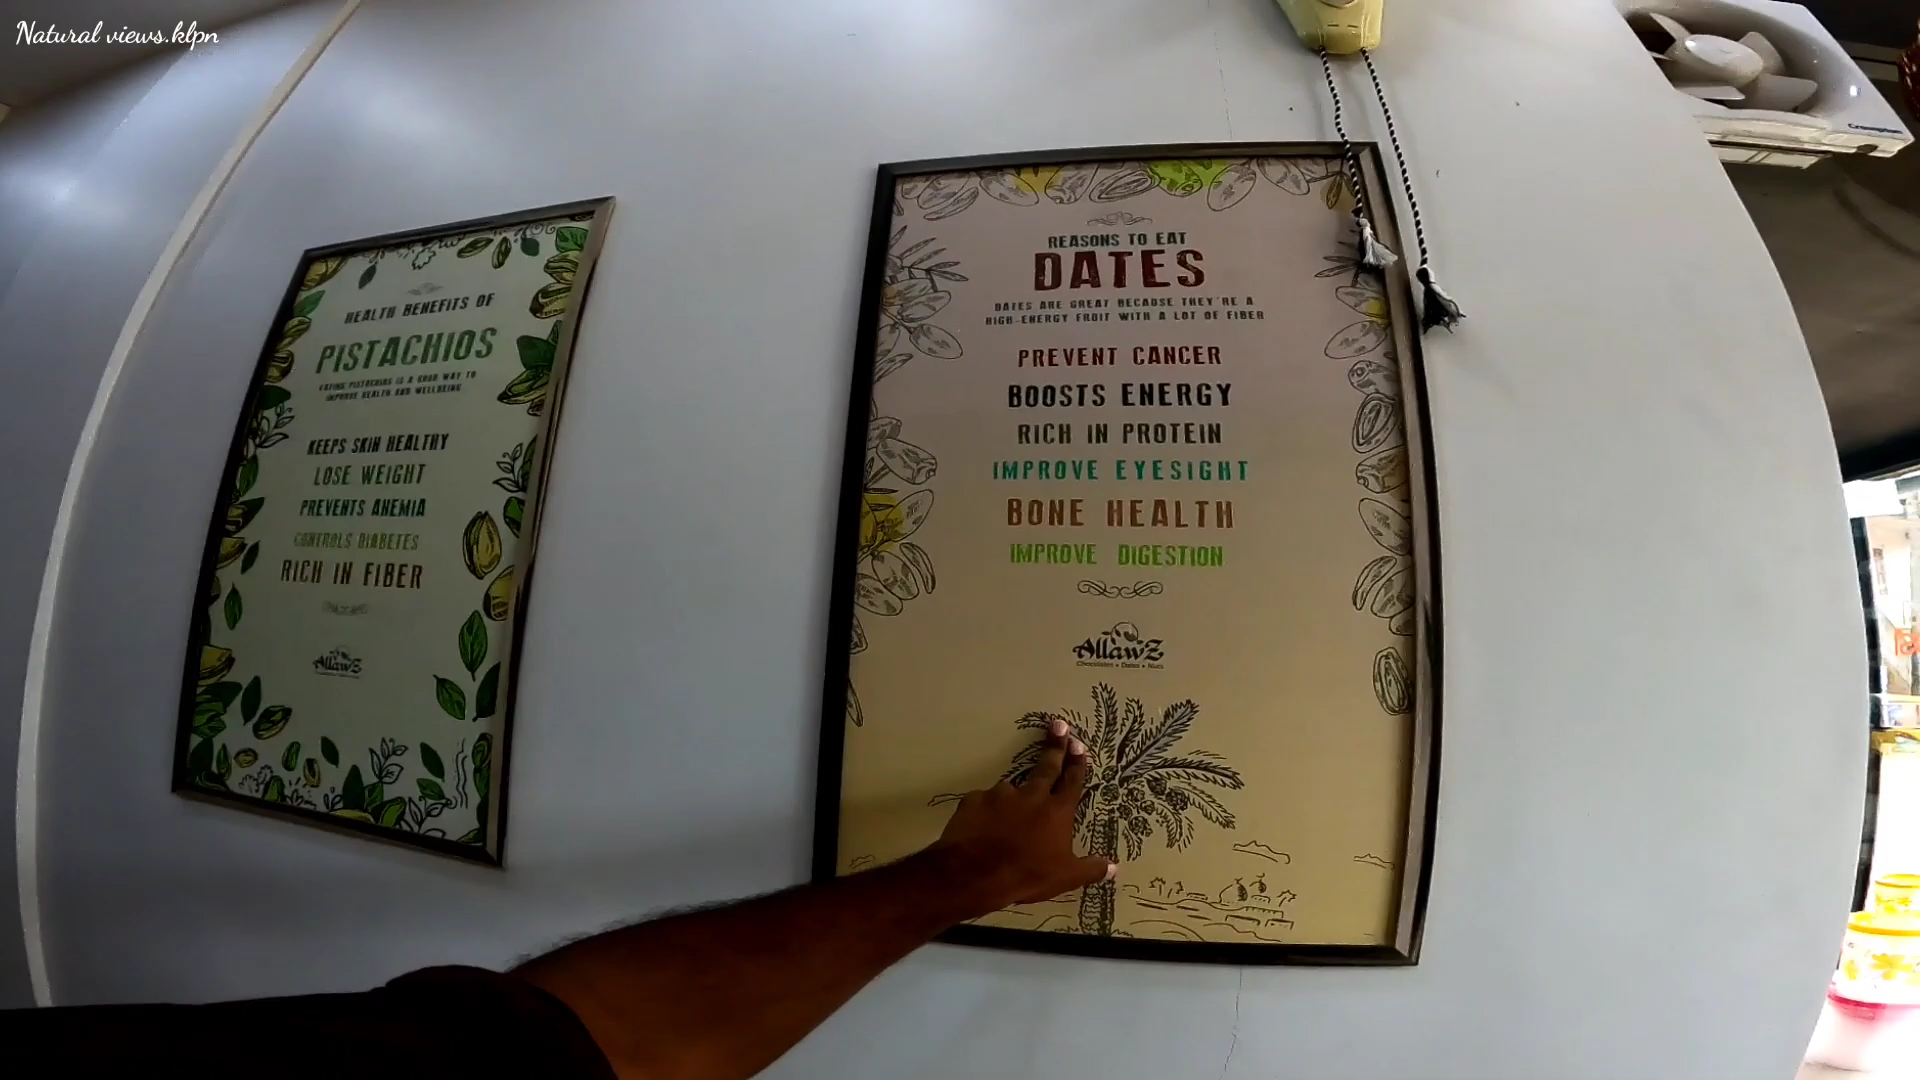 Natural views.klpn
HEALTH BENEFITS OF
PISTACHIOS
EATING PISTACHIOS IS A GOOD WAY TO
IMPROVE HEALTH AND WELLBEING
KEEPS SKIN HEALTHY
LOSE WEIGHT
PREVENTS ANEMIA
CONTROLS DIABETES
RICH IN FIBER
AllawZ
REASONS TO EAT
DATES
DATES ARE GREAT BECAUSE THEY'RE A
HIGH-ENERGY FRUIT WITH A LOT OF FIBER
PREVENT CANCER
BOOSTS ENERGY
RICH IN PROTEIN
IMPROVE EYESIGHT
BONE HEALTH
IMPROVE DIGESTION
AllawZ
Chocolates • Dates • Nuts
Crompton